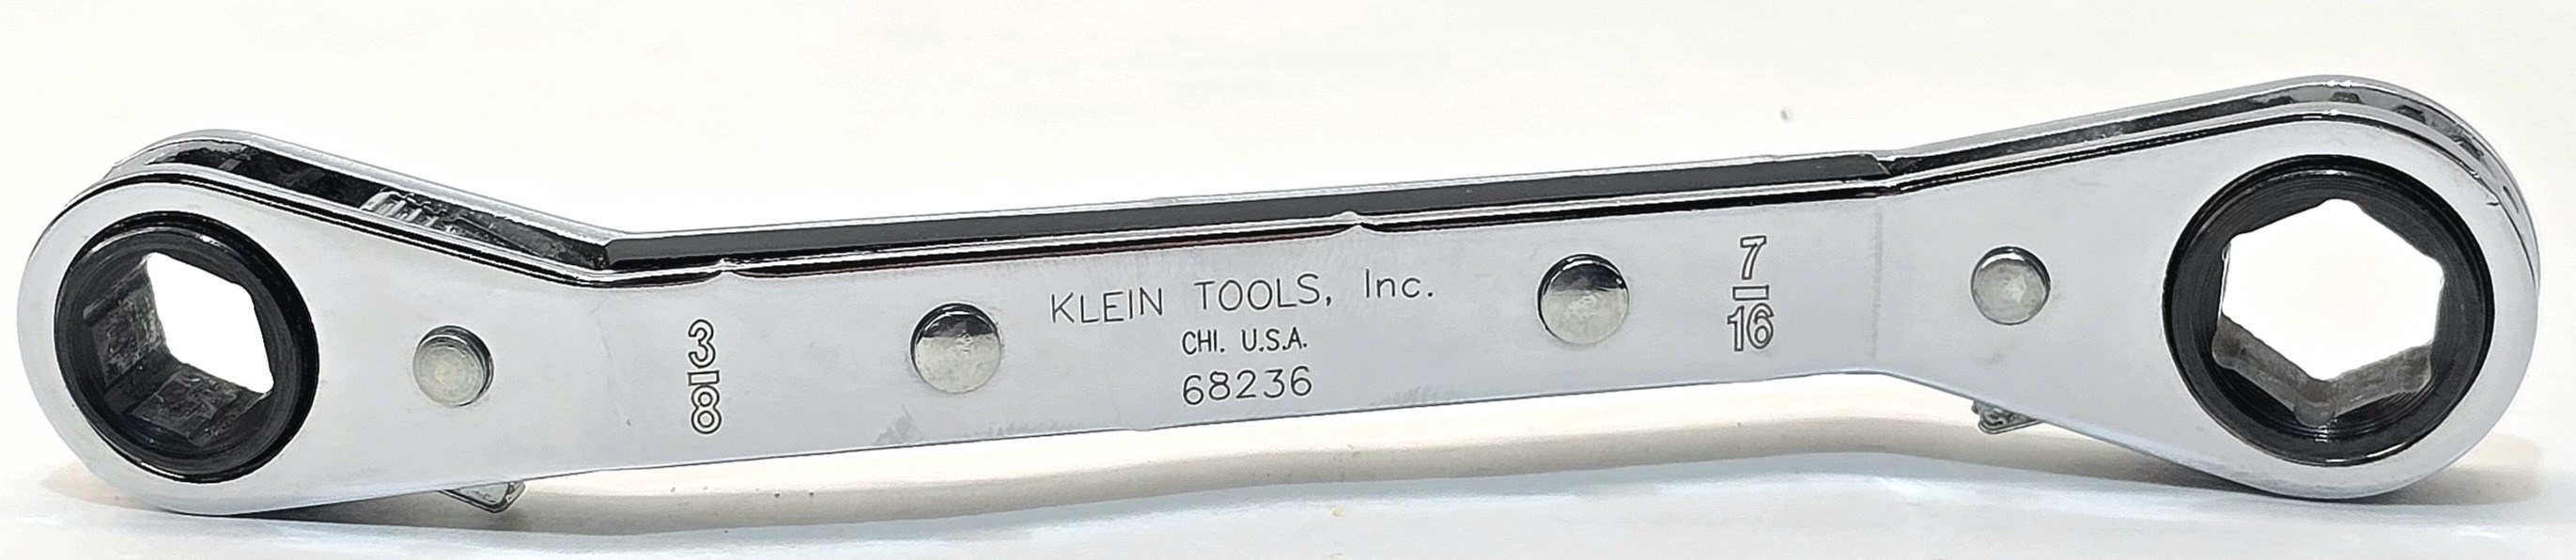 3/8
KLEIN TOOLS, Inc.
CHI. U.S.A.
68236
7/16